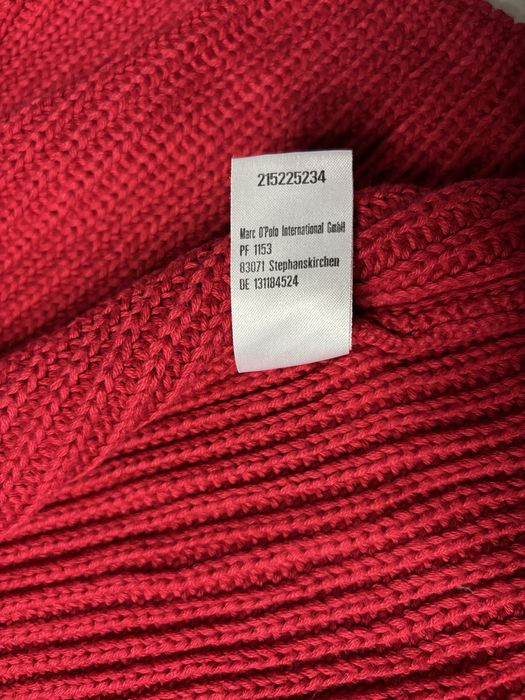 215225234
Marc O'Polo International GmbH
PF 1153
83071 Stephanskirchen
DE 131184524